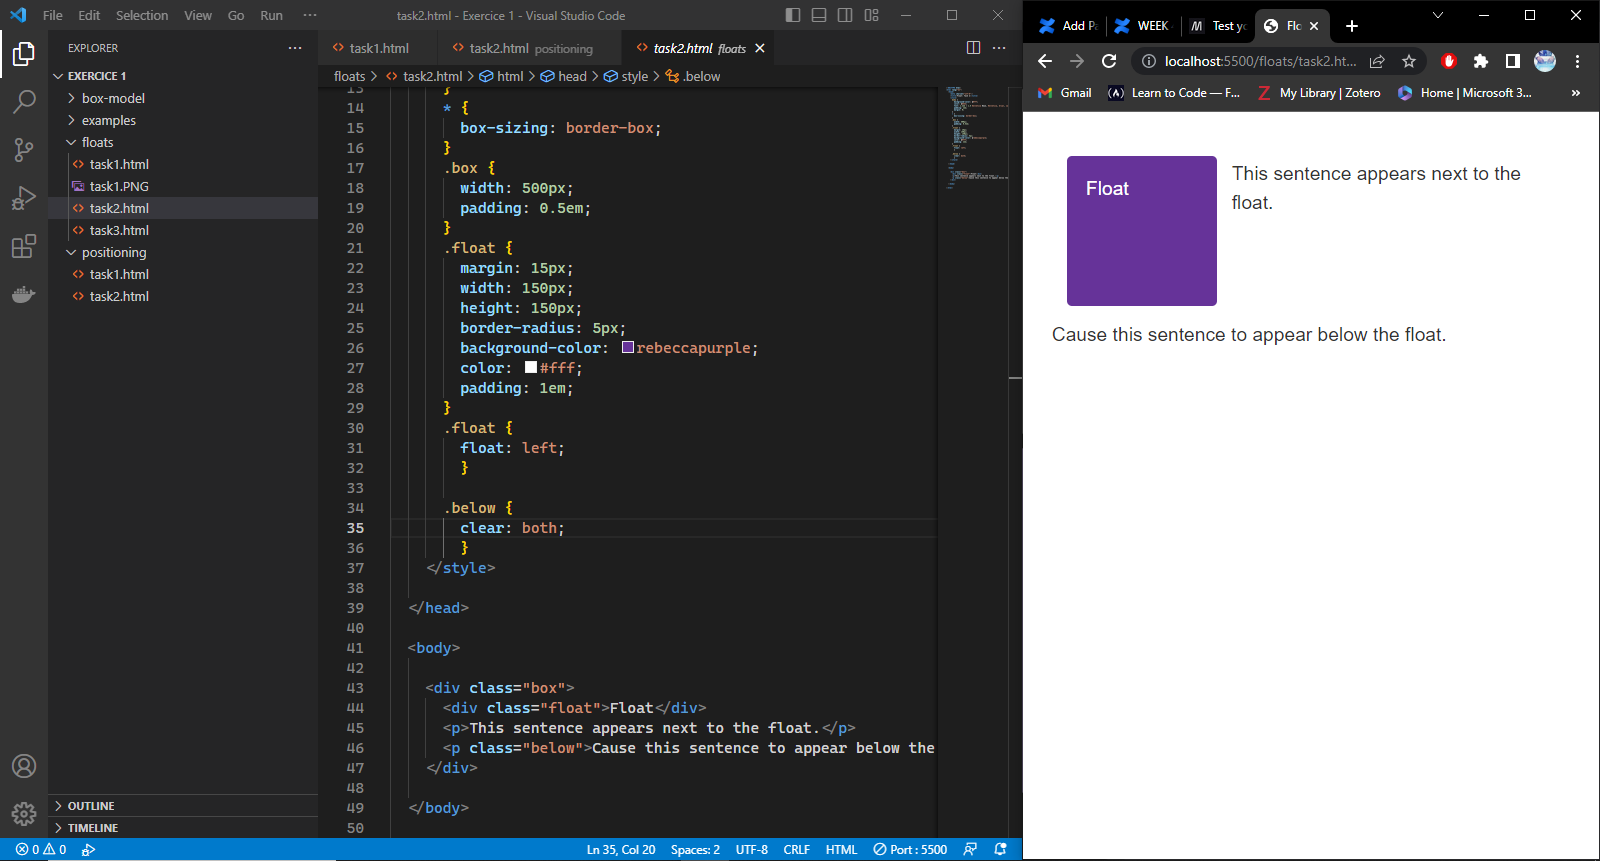 File Edit Selection View Go Run ···
task2.html - Exercice 1 - Visual Studio Code
EXPLORER
EXERCICE 1
box-model
examples
floats
task1.html
task1.PNG
task2.html
task3.html
positioning
task1.html
task2.html
OUTLINE
TIMELINE
task1.html
task2.html positioning
task2.html floats
floats > task2.html > html > head > style > .below
13 }
14 * {
15 box-sizing: border-box;
16 }
17 .box {
18 width: 500px;
19 padding: 0.5em;
20 }
21 .float {
22 margin: 15px;
23 width: 150px;
24 height: 150px;
25 border-radius: 5px;
26 background-color: rebeccapurple;
27 color: #fff;
28 padding: 1em;
29 }
30 .float {
31 float: left;
32 }
33
34 .below {
35 clear: both;
36 }
37 </style>
38
39 </head>
40
41 <body>
42
43 <div class="box">
44 <div class="float">Float</div>
45 <p>This sentence appears next to the float.</p>
46 <p class="below">Cause this sentence to appear below the
47 </div>
48
49 </body>
50
0 0
Ln 35, Col 20 Spaces: 2 UTF-8 CRLF HTML Port : 5500
Add P
WEEK
Test yo
Flo
localhost:5500/floats/task2.ht...
Gmail
Learn to Code — F...
My Library | Zotero
Home | Microsoft 3...
»
Float
This sentence appears next to the
float.
Cause this sentence to appear below the float.